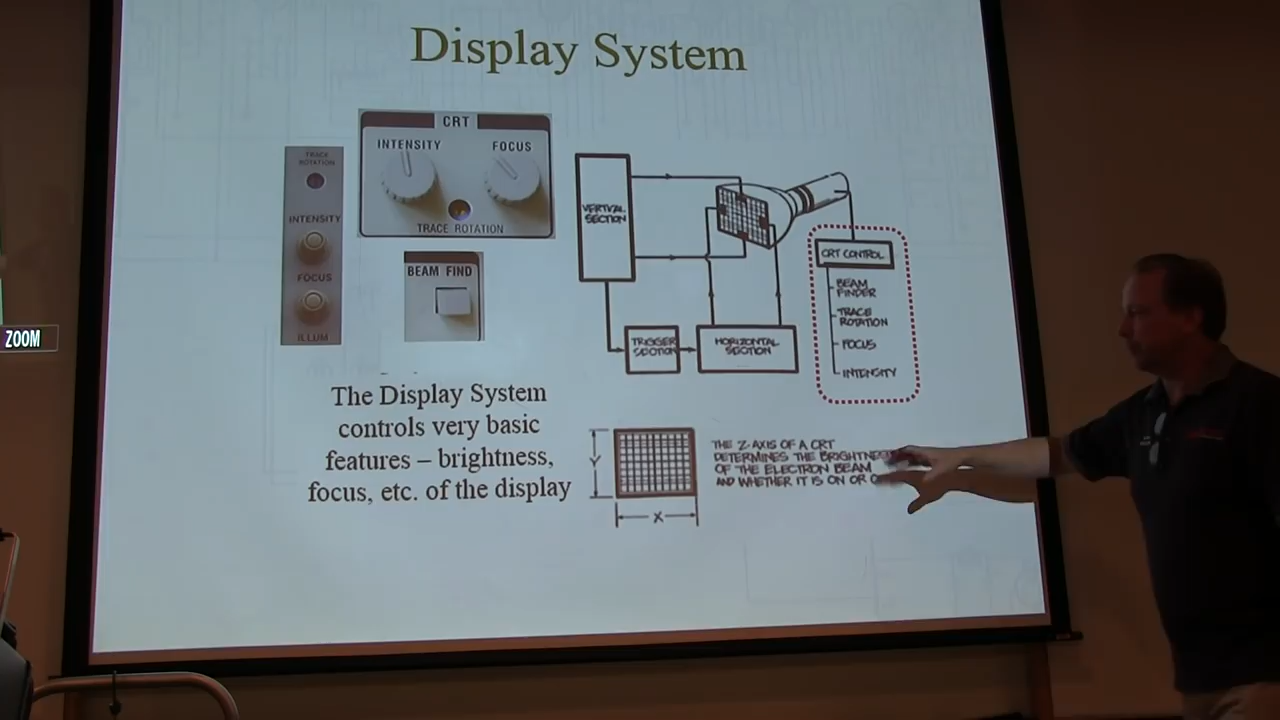 Display System
CRT
INTENSITY
FOCUS
TRACE ROTATION
TRACE
ROTATION
INTENSITY
FOCUS
ILLUM
BEAM FIND
VERTICAL
SECTION
TRIGGER
SECTION
HORIZONTAL
SECTION
CRT CONTROL
BEAM
FINDER
TRACE
ROTATION
FOCUS
INTENSITY
The Display System
controls very basic
features – brightness,
focus, etc. of the display
Y
X
THE Z-AXIS OF A CRT
DETERMINES THE BRIGHTNESS
OF THE ELECTRON BEAM
AND WHETHER IT IS ON OR
ZOOM